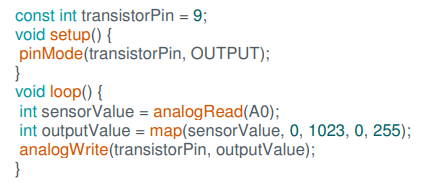 const int transistorPin = 9;
void setup() {
pinMode(transistorPin, OUTPUT);
}
void loop() {
int sensorValue = analogRead(A0);
int outputValue = map(sensorValue, 0, 1023, 0, 255);
analogWrite(transistorPin, outputValue);
}